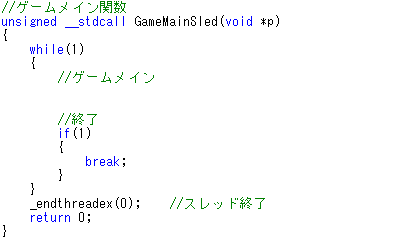 //ゲームメイン関数
unsigned __stdcall GameMainSled(void *p)
{
    while(1)
    {
        //ゲームメイン


        //終了
        if(1)
        {
            break;
        }
    }
    _endthreadex(0);    //スレッド終了
    return 0;
}